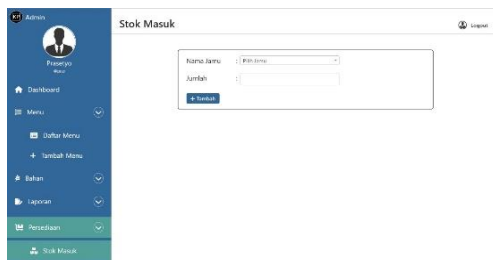 KP Admin
Prasetyo
Dashboard
Menu
Daftar Menu
Tambah Menu
Bahan
Laporan
Persediaan
Stok Masuk
Stok Masuk
Logout
Nama Jamu : Pilih Jamu
Jumlah :
+ Tambah